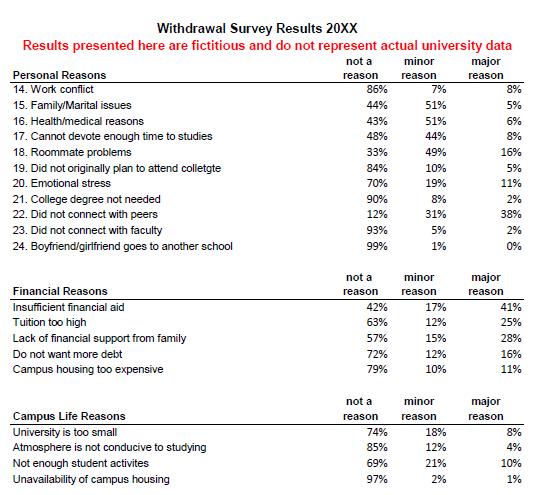 Withdrawal Survey Results 20XX
Results presented here are fictitious and do not represent actual university data
not a minor major
Personal Reasons reason reason reason
14. Work conflict 86% 7% 8%
15. Family/Marital issues 44% 51% 5%
16. Health/medical reasons 43% 51% 6%
17. Cannot devote enough time to studies 48% 44% 8%
18. Roommate problems 33% 49% 16%
19. Did not originally plan to attend colletgte 84% 10% 5%
20. Emotional stress 70% 19% 11%
21. College degree not needed 90% 8% 2%
22. Did not connect with peers 12% 31% 38%
23. Did not connect with faculty 93% 5% 2%
24. Boyfriend/girlfriend goes to another school 99% 1% 0%
not a minor major
Financial Reasons reason reason reason
Insufficient financial aid 42% 17% 41%
Tuition too high 63% 12% 25%
Lack of financial support from family 57% 15% 28%
Do not want more debt 72% 12% 16%
Campus housing too expensive 79% 10% 11%
not a minor major
Campus Life Reasons reason reason reason
University is too small 74% 18% 8%
Atmosphere is not conducive to studying 85% 12% 4%
Not enough student activites 69% 21% 10%
Unavailability of campus housing 97% 2% 1%